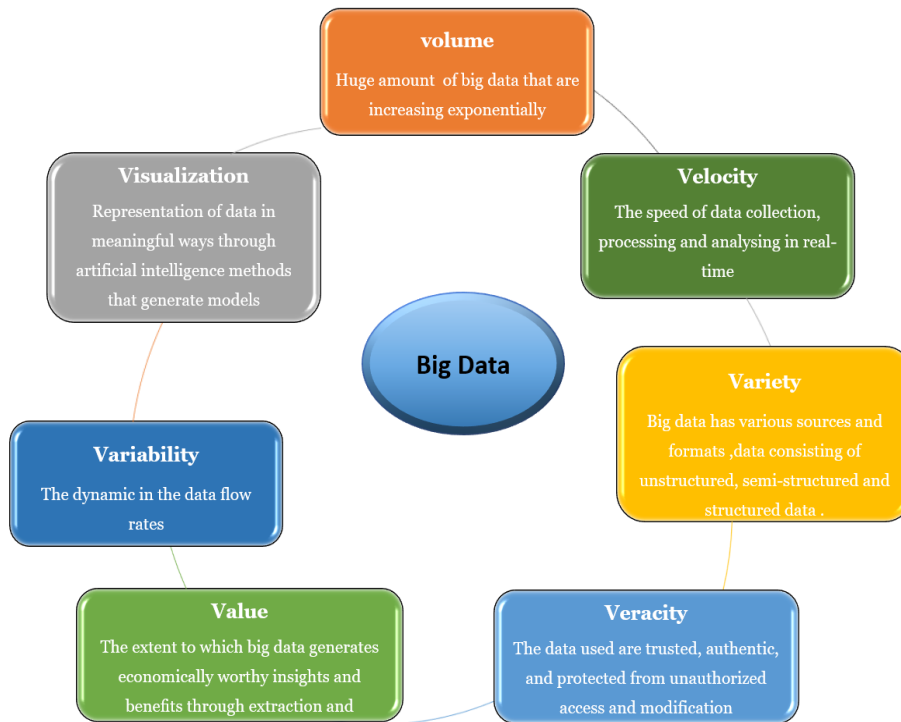 volume
Huge amount of big data that are
increasing exponentially
Velocity
The speed of data collection,
processing and analysing in real-
time
Variety
Big data has various sources and
formats ,data consisting of
unstructured, semi-structured and
structured data .
Veracity
The data used are trusted, authentic,
and protected from unauthorized
access and modification
Value
The extent to which big data generates
economically worthy insights and
benefits through extraction and
Variability
The dynamic in the data flow
rates
Visualization
Representation of data in
meaningful ways through
artificial intelligence methods
that generate models
Big Data